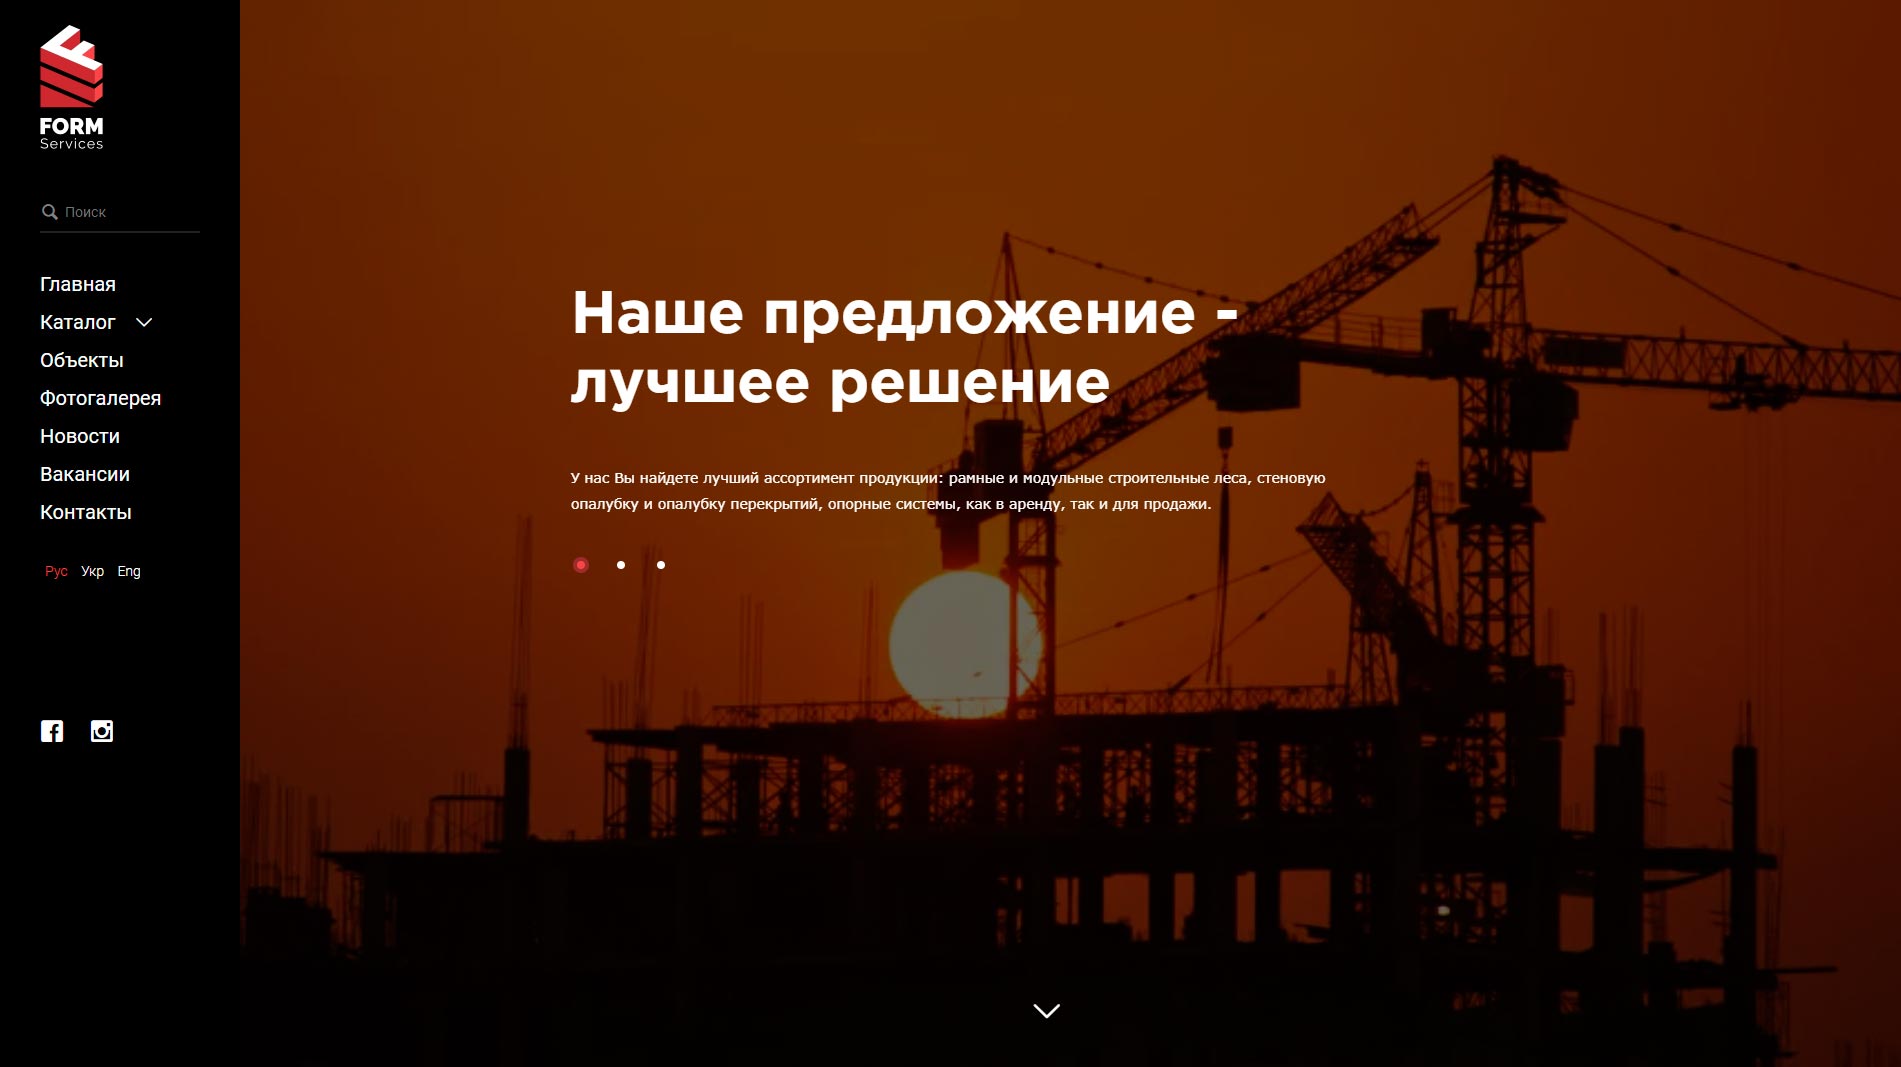 FORM
Services
Поиск
Главная
Каталог
Объекты
Фотогалерея
Новости
Вакансии
Контакты
Рус Укр Eng
Наше предложение -
лучшее решение
У нас Вы найдете лучший ассортимент продукции: рамные и модульные строительные леса, стеновую
опалубку и опалубку перекрытий, опорные системы, как в аренду, так и для продажи.